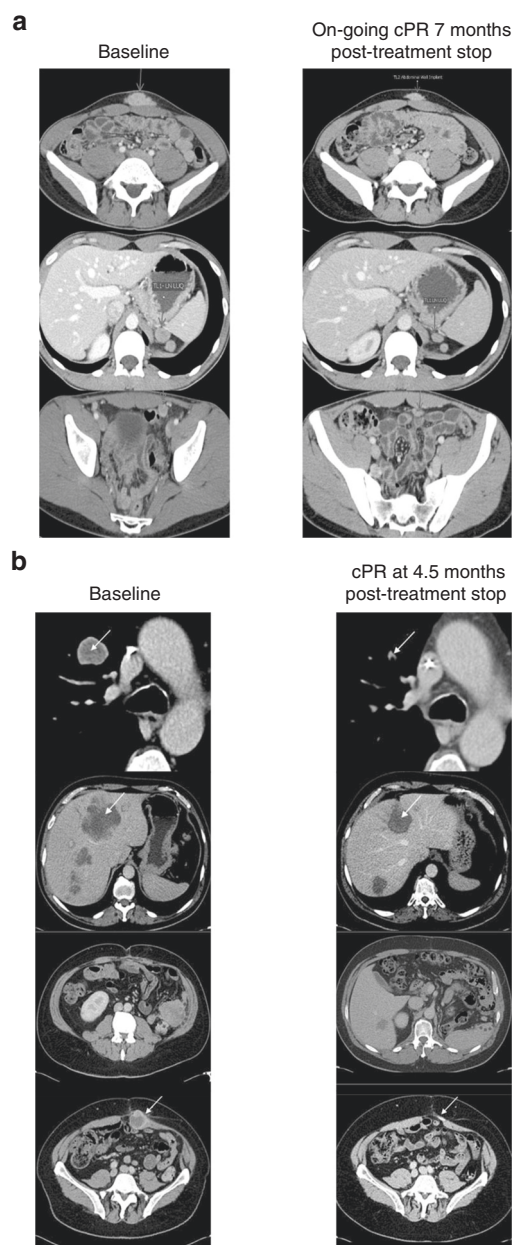 a
Baseline
On-going cPR 7 months
post-treatment stop
b
Baseline
cPR at 4.5 months
post-treatment stop